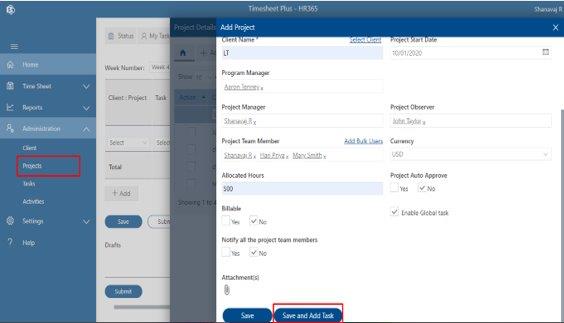 Timesheet Plus - HR365
Shanavaj R
Home
Time Sheet
Reports
Administration
Client
Projects
Tasks
Activities
Settings
Help
Status
My Task
Week Number:
Client : Project Task
Select
Select
Total
+ Add
Save
Drafts
Submit
Project Details
Show
Action
Showing 1 to
Add Project
X
Client Name *
Select Client
LT
Project Start Date
10/01/2020
Program Manager
Aaron Tenney x
Project Manager
Shanavaj R x
Project Observer
John Taylor x
Project Team Member
Add Bulk Users
Shanavaj R x Hao Priya x Mary Smith x
Currency
USD
Allocated Hours
500
Project Auto Approve
Yes No
Billable
Yes No
Enable Global task
Notify all the project team members
Yes No
Attachment(s)
Save
Save and Add Task